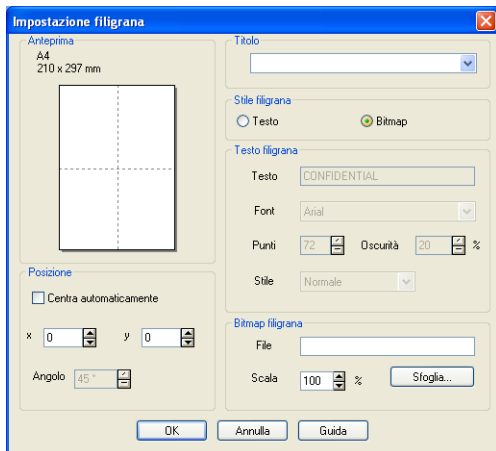 Impostazione filigrana
Anteprima
A4
210 x 297 mm
Titolo
Stile filigrana
Testo
Bitmap
Testo filigrana
Testo CONFIDENTIAL
Font Arial
Punti 72 Oscurità 20 %
Stile Normale
Posizione
Centra automaticamente
x 0 y 0
Angolo 45 °
Bitmap filigrana
File
Scala 100 % Sfoglia...
OK Annulla Guida